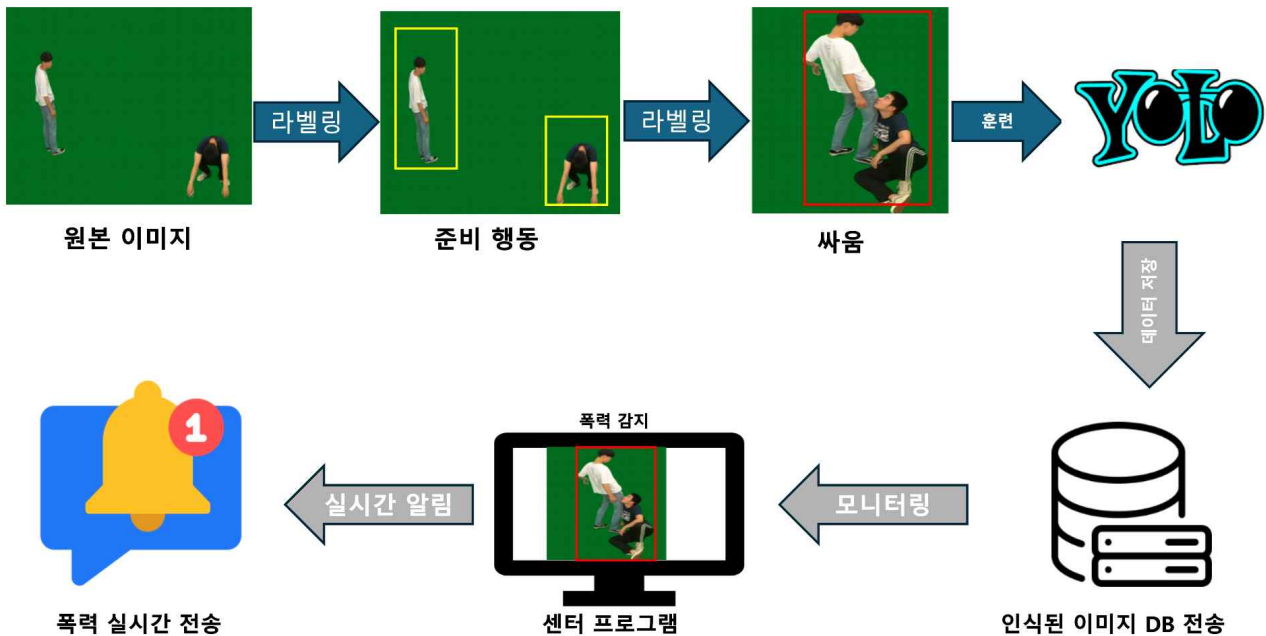 라벨링
라벨링
훈련
YOLO
원본 이미지
준비 행동
싸움
데이터 저장
폭력 감지
1
실시간 알림
모니터링
폭력 실시간 전송
센터 프로그램
인식된 이미지 DB 전송